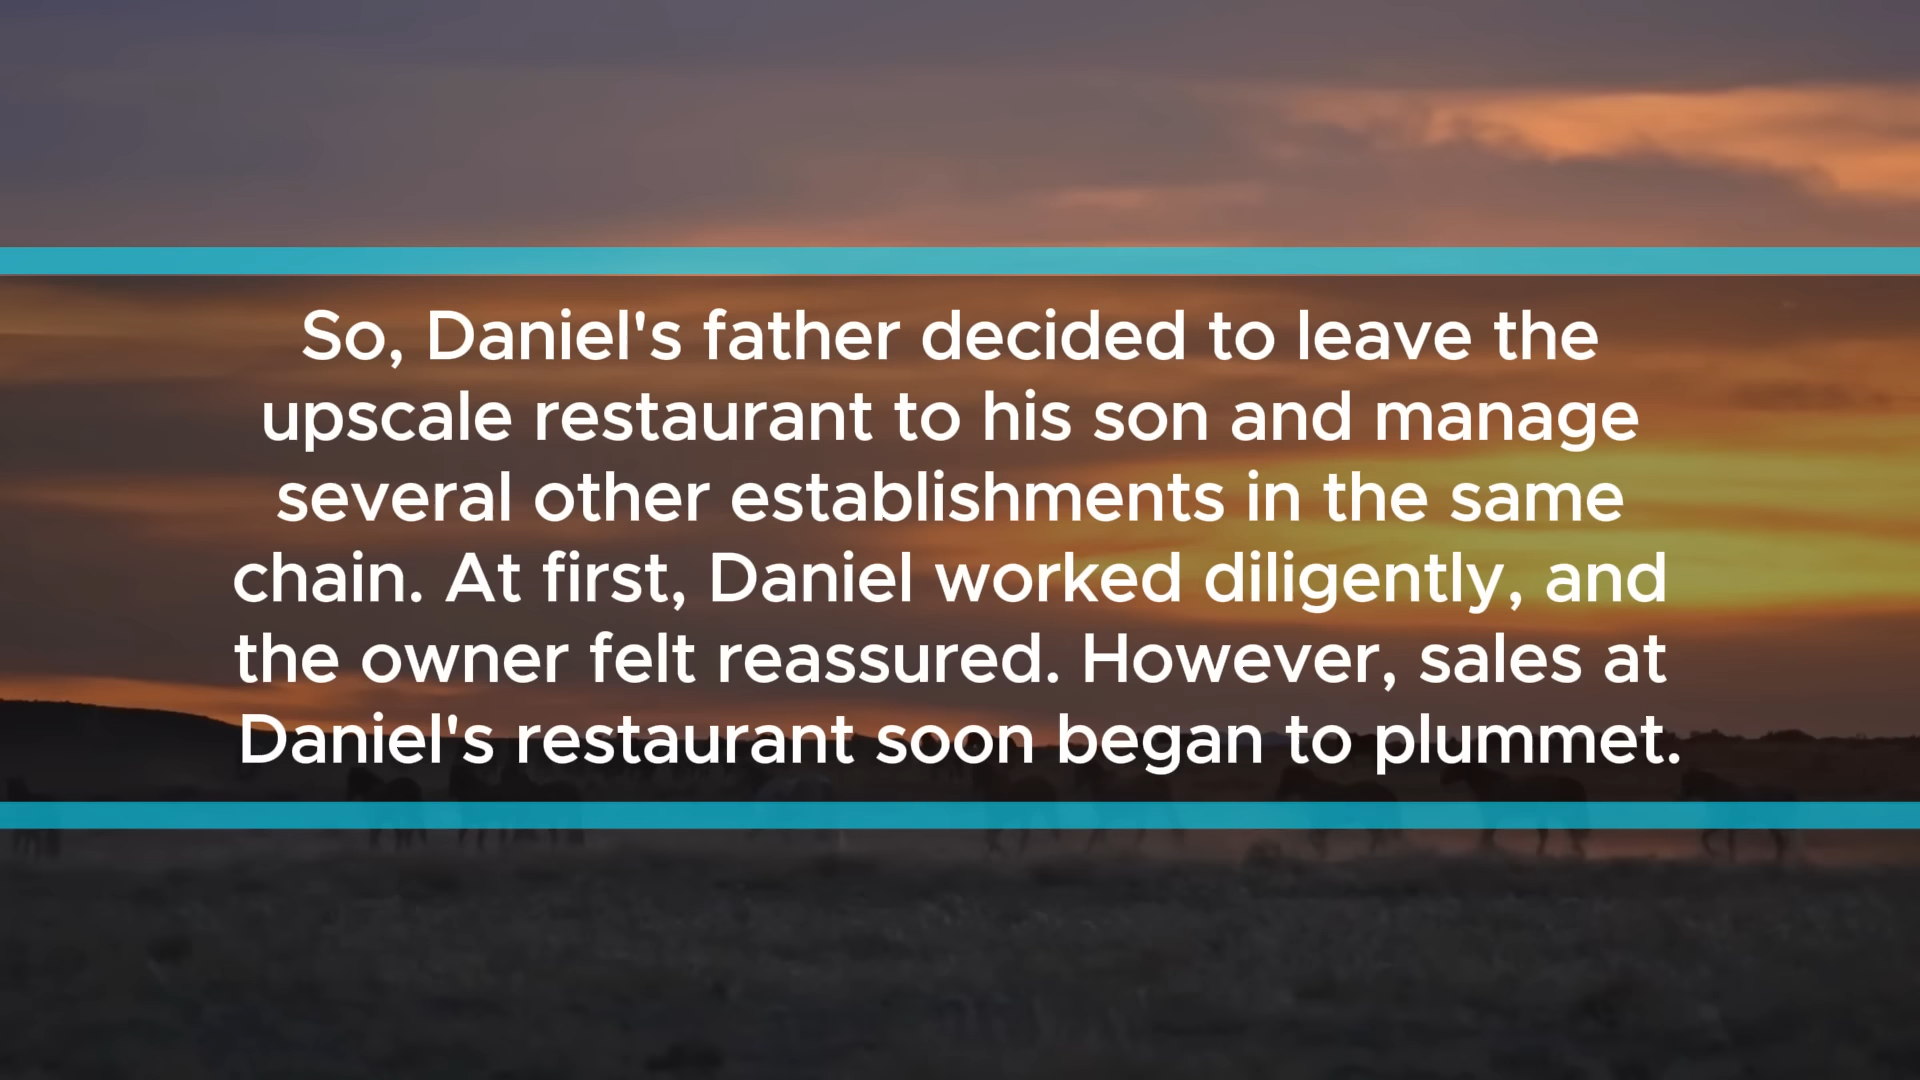 So, Daniel's father decided to leave the
upscale restaurant to his son and manage
several other establishments in the same
chain. At first, Daniel worked diligently, and
the owner felt reassured. However, sales at
Daniel's restaurant soon began to plummet.